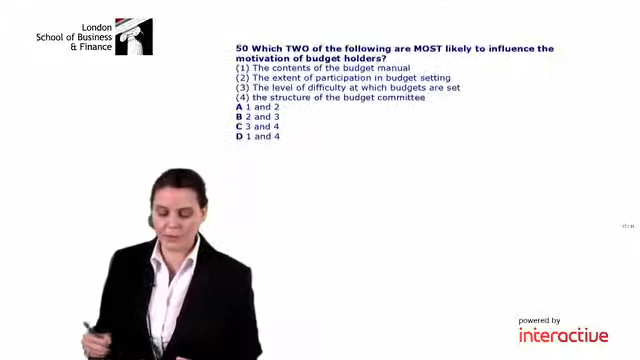 London
School of Business
& Finance
50 Which TWO of the following are MOST likely to influence the
motivation of budget holders?
(1) The contents of the budget manual
(2) The extent of participation in budget setting
(3) The level of difficulty at which budgets are set
(4) the structure of the budget committee
A 1 and 2
B 2 and 3
C 3 and 4
D 1 and 4
powered by
interactive